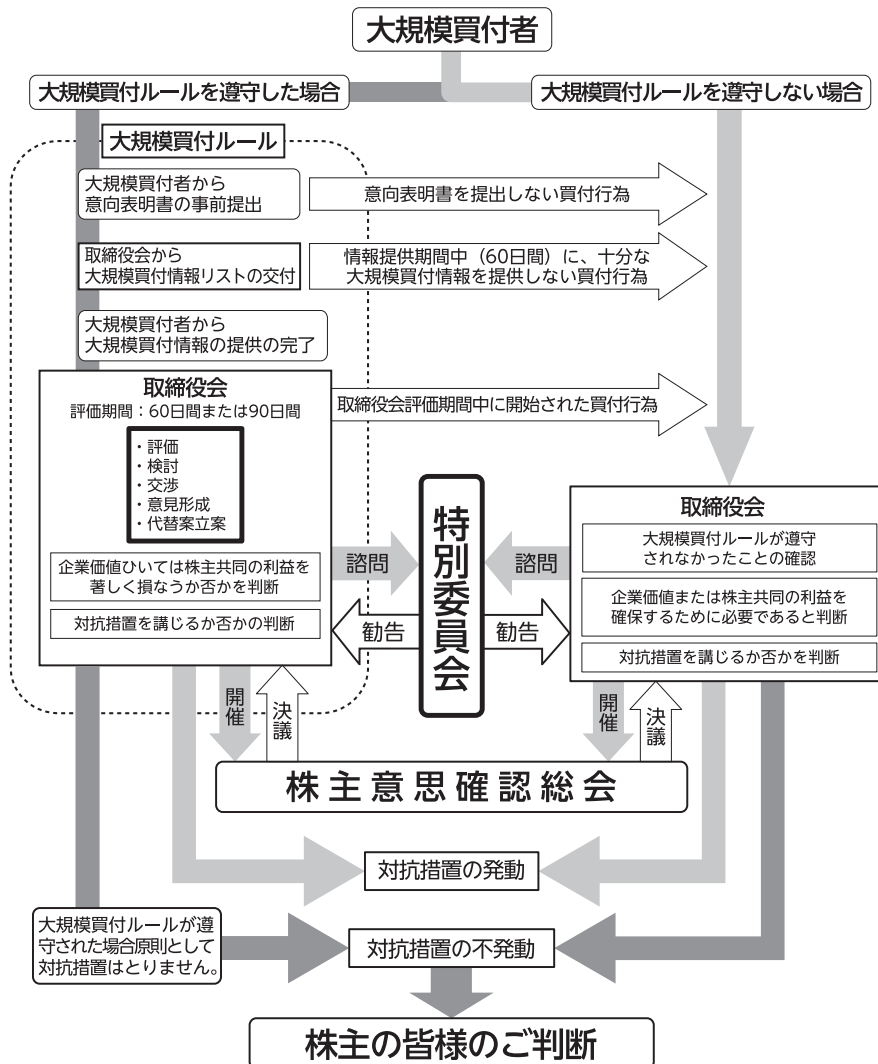 大規模買付者
大規模買付ルールを遵守した場合
大規模買付ルールを遵守しない場合
大規模買付ルール
大規模買付者から
意向表明書の事前提出
意向表明書を提出しない買付行為
取締役会から
大規模買付情報リストの交付
情報提供期間中（60日間）に、十分な
大規模買付情報を提供しない買付行為
大規模買付者から
大規模買付情報の提供の完了
取締役会
評価期間：60日間または90日間
・評価
・検討
・交渉
・意見形成
・代替案立案
企業価値ひいては株主共同の利益を
著しく損なうか否かを判断
対抗措置を講じるか否かの判断
取締役会評価期間中に開始された買付行為
特別委員会
諮問
諮問
勧告
勧告
取締役会
大規模買付ルールが遵守
されなかったことの確認
企業価値または株主共同の利益を
確保するために必要であると判断
対抗措置を講じるか否かを判断
開催
決議
開催
決議
株主意思確認総会
対抗措置の発動
大規模買付ルールが遵
守された場合原則として
対抗措置はとりません。
対抗措置の不発動
株主の皆様のご判断